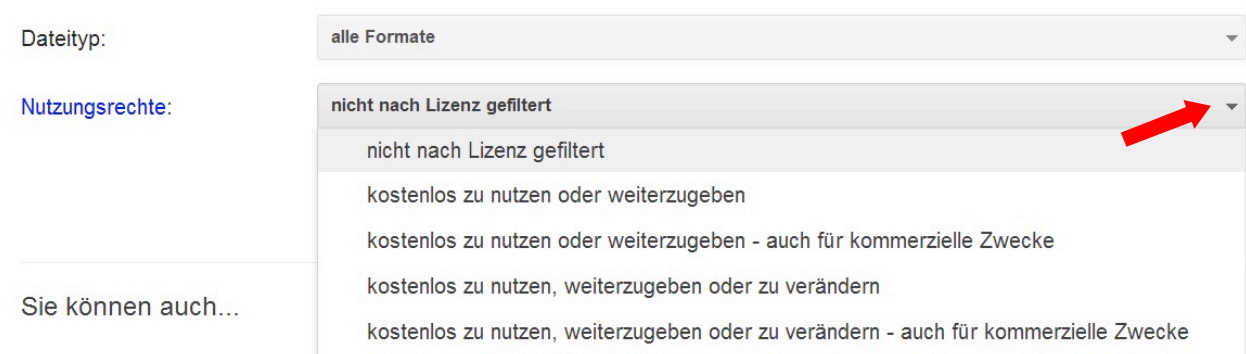 Dateityp:
alle Formate
Nutzungsrechte:
nicht nach Lizenz gefiltert
nicht nach Lizenz gefiltert
kostenlos zu nutzen oder weiterzugeben
kostenlos zu nutzen oder weiterzugeben - auch für kommerzielle Zwecke
kostenlos zu nutzen, weiterzugeben oder zu verändern
kostenlos zu nutzen, weiterzugeben oder zu verändern - auch für kommerzielle Zwecke
Sie können auch...